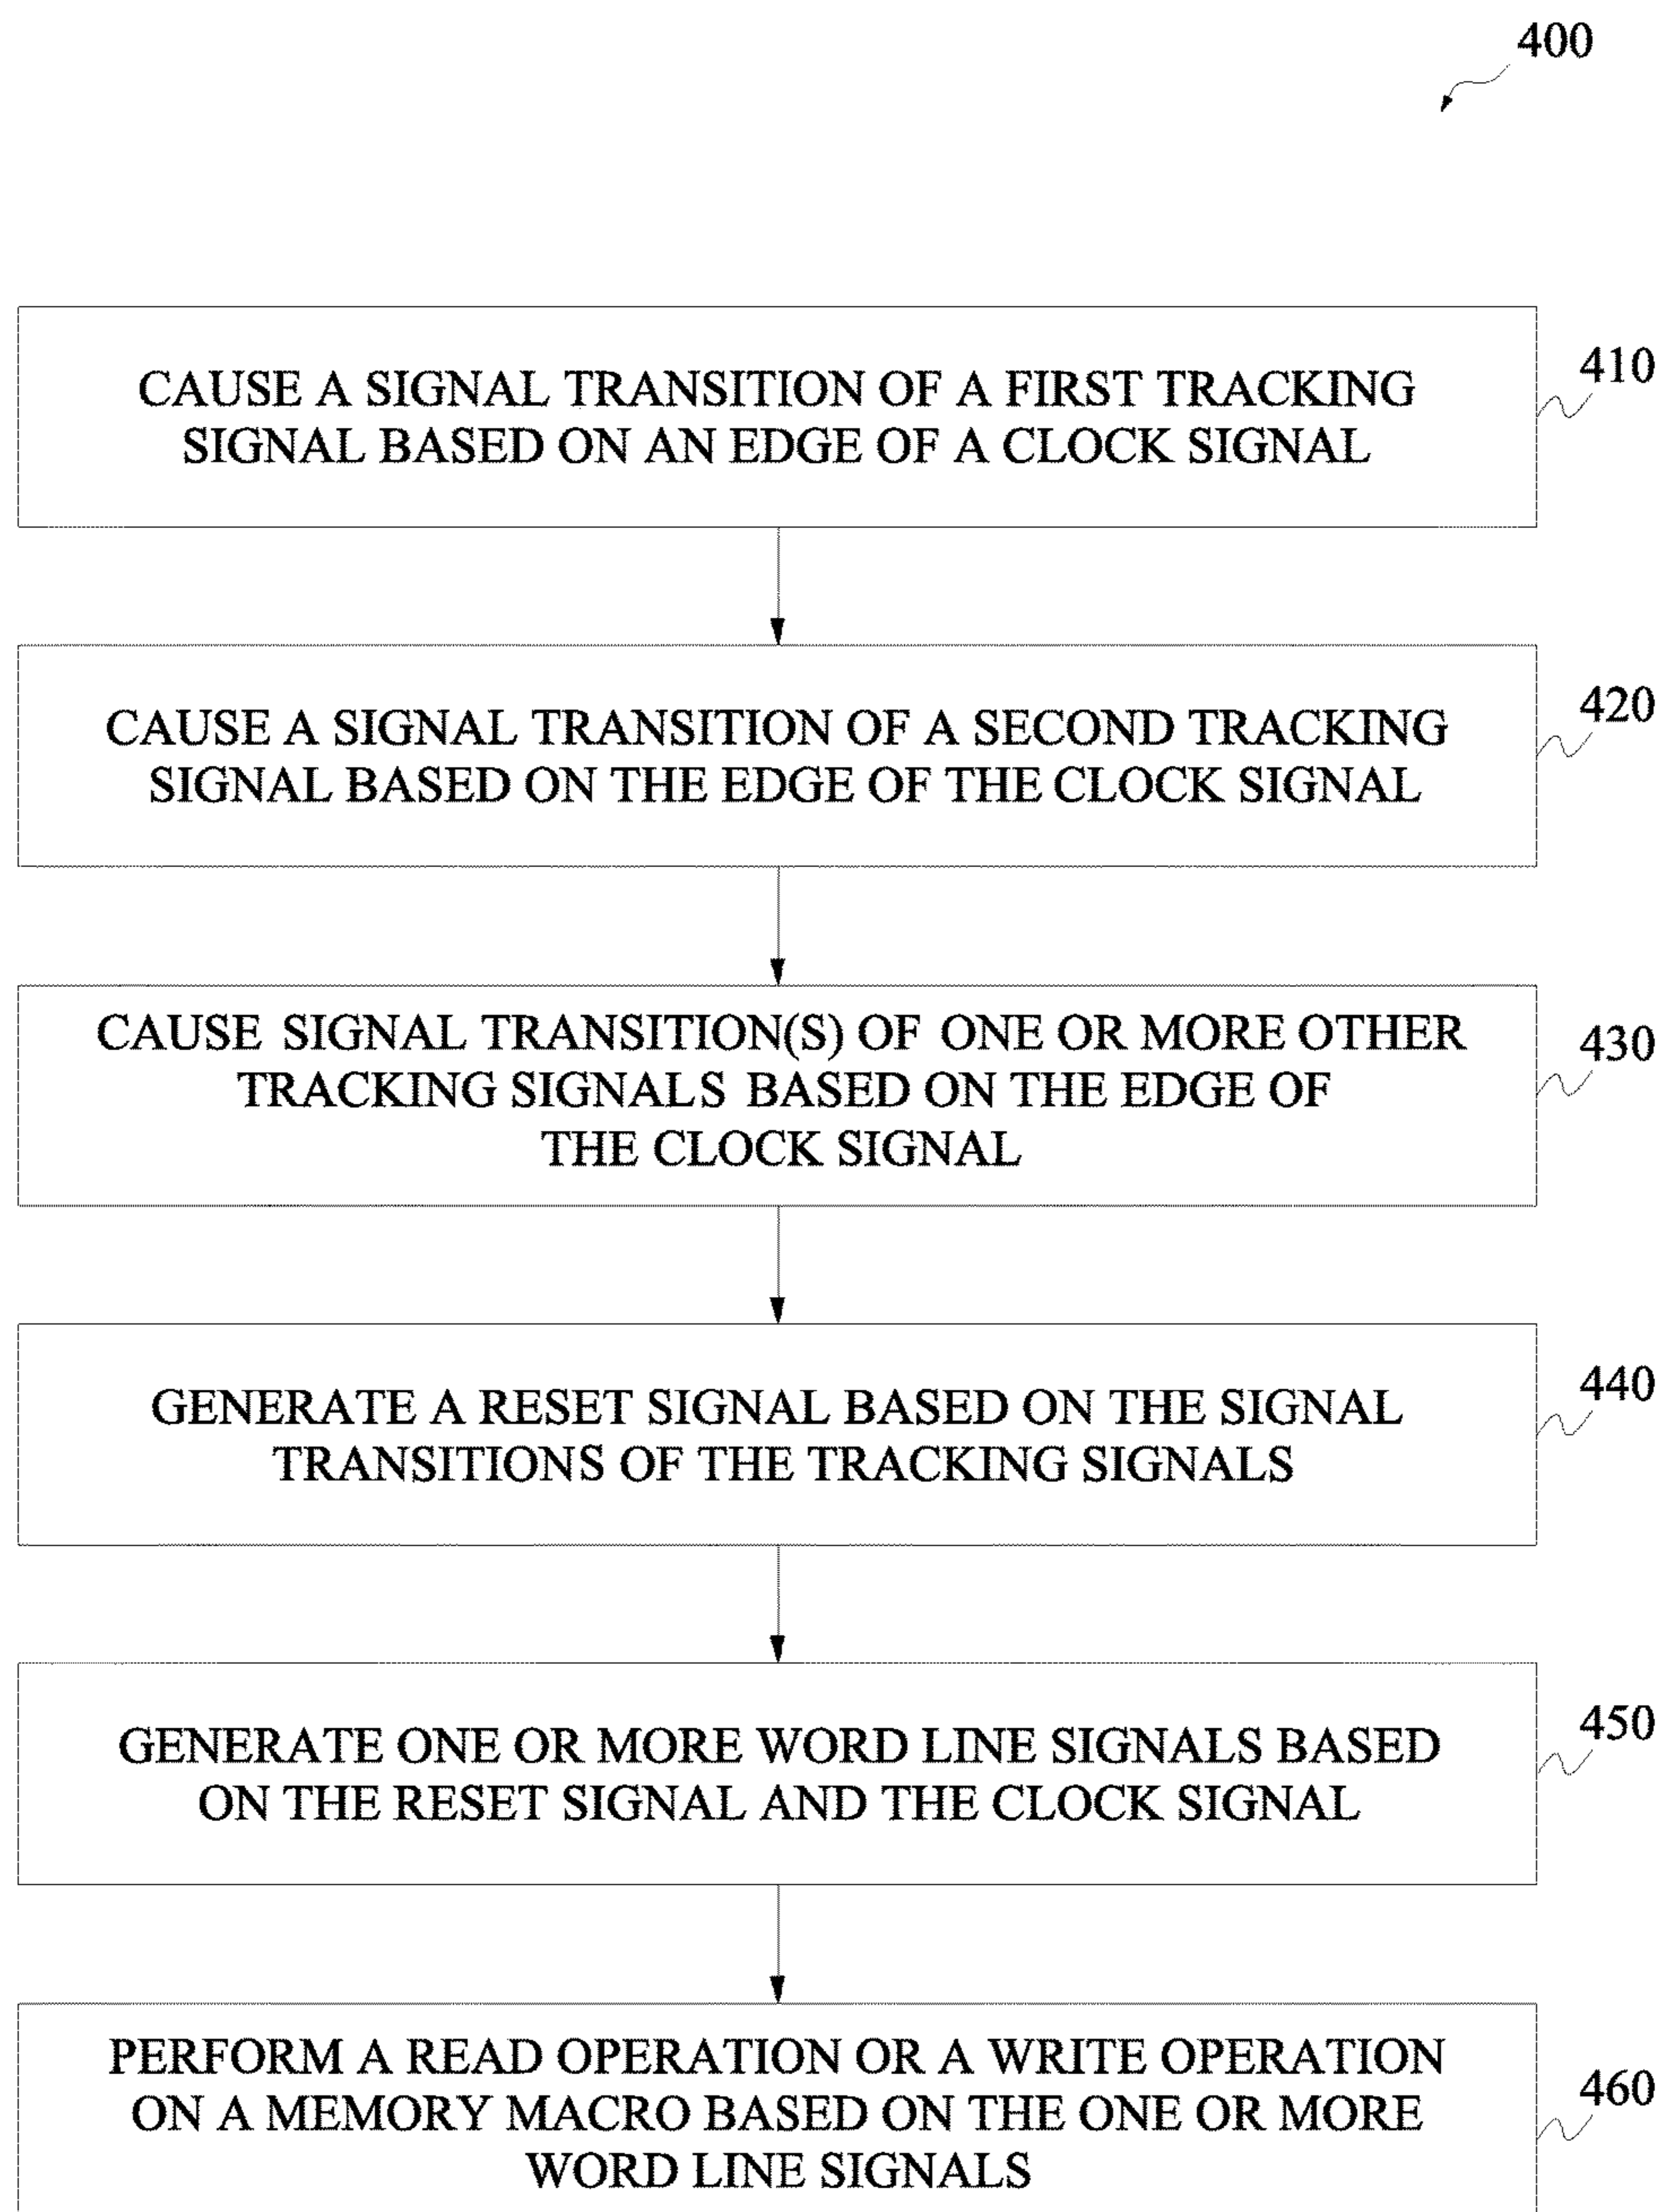 400
CAUSE A SIGNAL TRANSITION OF A FIRST TRACKING
SIGNAL BASED ON AN EDGE OF A CLOCK SIGNAL
410
CAUSE A SIGNAL TRANSITION OF A SECOND TRACKING
SIGNAL BASED ON THE EDGE OF THE CLOCK SIGNAL
420
CAUSE SIGNAL TRANSITION(S) OF ONE OR MORE OTHER
TRACKING SIGNALS BASED ON THE EDGE OF
THE CLOCK SIGNAL
430
GENERATE A RESET SIGNAL BASED ON THE SIGNAL
TRANSITIONS OF THE TRACKING SIGNALS
440
GENERATE ONE OR MORE WORD LINE SIGNALS BASED
ON THE RESET SIGNAL AND THE CLOCK SIGNAL
450
PERFORM A READ OPERATION OR A WRITE OPERATION
ON A MEMORY MACRO BASED ON THE ONE OR MORE
WORD LINE SIGNALS
460